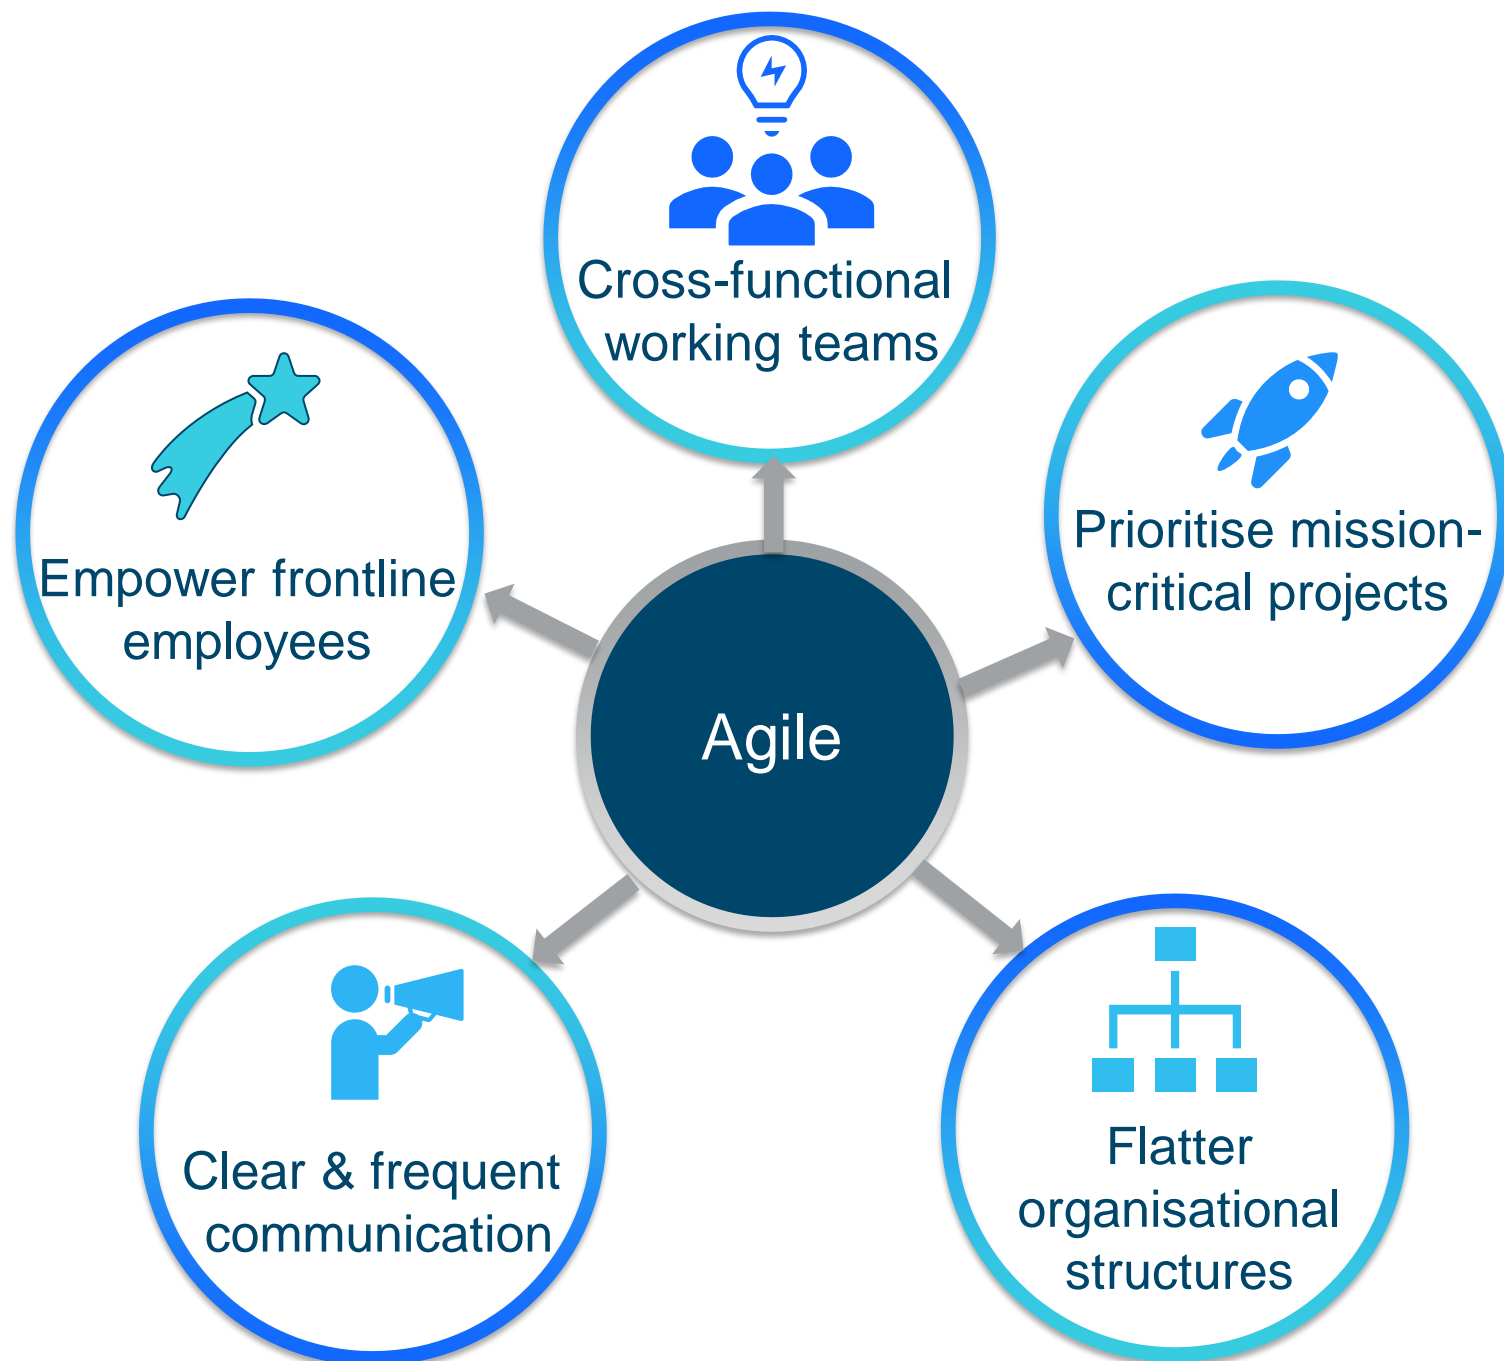 Cross-functional
working teams
Empower frontline
employees
Prioritise mission-
critical projects
Agile
Clear & frequent
communication
Flatter
organisational
structures